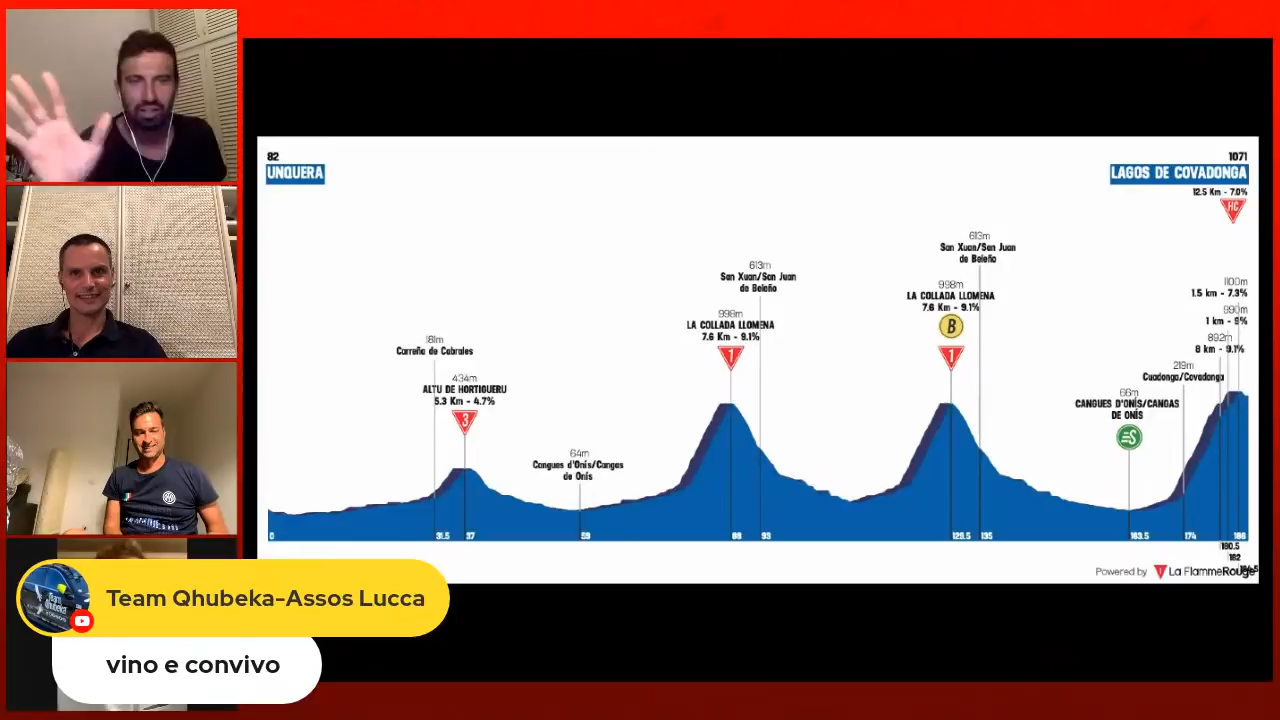 82
UNQUERA
1071
LAGOS DE COVADONGA
12.5 Km - 7.0%
HC
613m
San Xuan/San Juan
de Beleño
613m
San Xuan/San Juan
de Beleño
998m
LA COLLADA LLOMENA
7.6 Km - 9.1%
B
1
998m
LA COLLADA LLOMENA
7.6 Km - 9.1%
1
1100m
1.5 km - 7.3%
990m
1 km - 9%
892m
8 km - 9.1%
219m
Cuadonga/Covadonga
181m
Carreña de Cabrales
434m
ALTU DE HORTIGUERU
5.3 Km - 4.7%
3
66m
CANGUES D'ONÍS/CANGAS
DE ONÍS
S
64m
Cangues d'Onís/Cangas
de Onís
0 31.5 37 59 88 93 129.5 135 163.5 174 186
180.5
182
Powered by La FlammeRouge
Team Qhubeka-Assos Lucca
vino e convivo